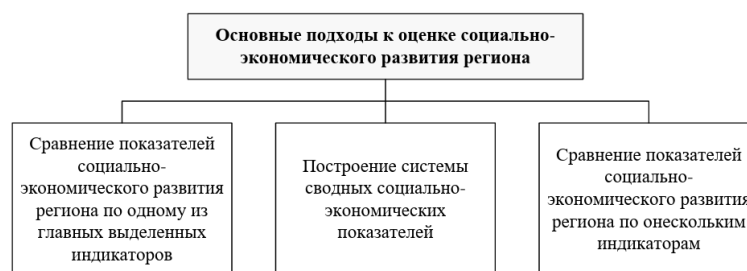 Основные подходы к оценке социально-
экономического развития региона
Сравнение показателей
социально-
экономического развития
региона по одному из
главных выделенных
индикаторов
Построение системы
сводных социально-
экономических
показателей
Сравнение показателей
социально-
экономического развития
региона по онескольким
индикаторам